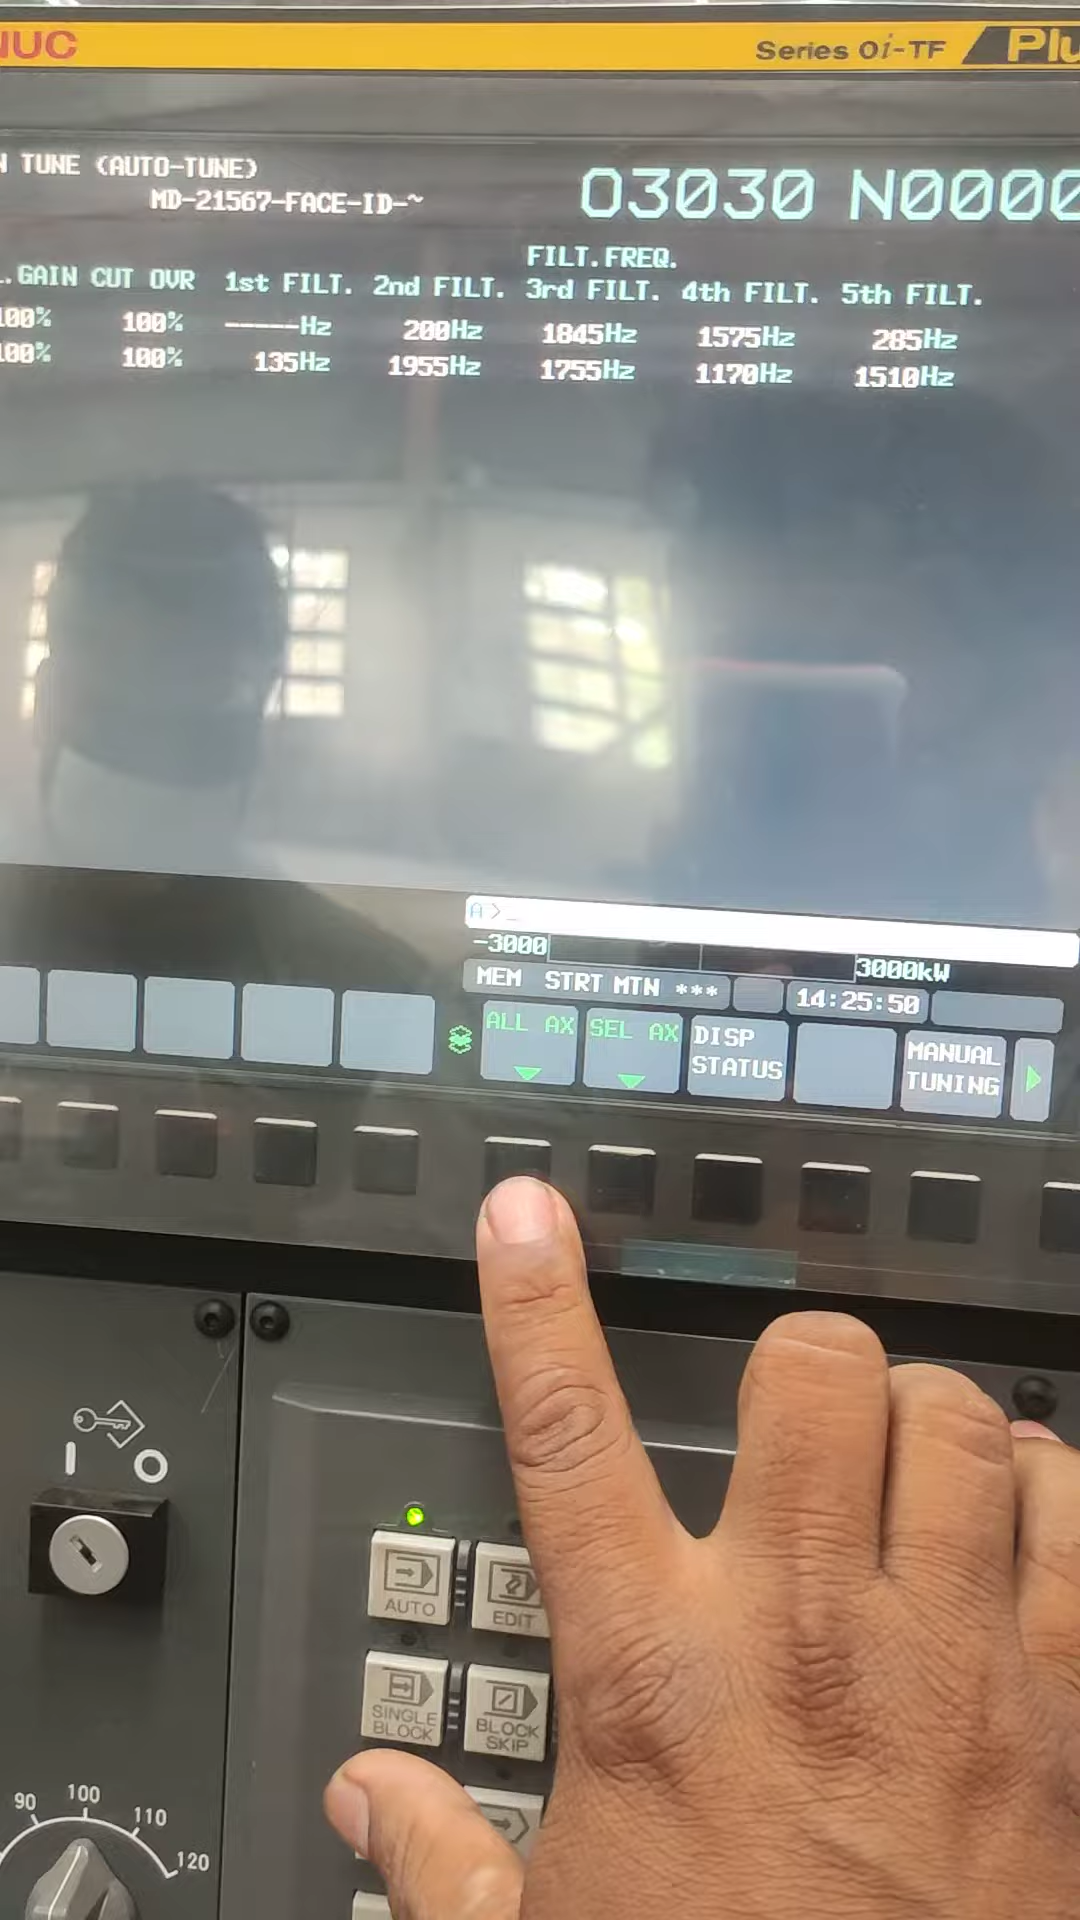 NUC
Series 0i-TF Plu
N TUNE (AUTO-TUNE)
MD-21567-FACE-ID-~
O3030 N0000
FILT.FREQ.
.GAIN CUT OVR 1st FILT. 2nd FILT. 3rd FILT. 4th FILT. 5th FILT.
100% 100% -----Hz 200Hz 1845Hz 1575Hz 285Hz
100% 100% 135Hz 1955Hz 1755Hz 1170Hz 1510Hz
A>_
-3000 3000kW
MEM STRT MTN *** 14:25:50
ALL AX SEL AX DISP STATUS MANUAL TUNING
I O
AUTO EDIT
SINGLE BLOCK BLOCK SKIP
90 100 110 120